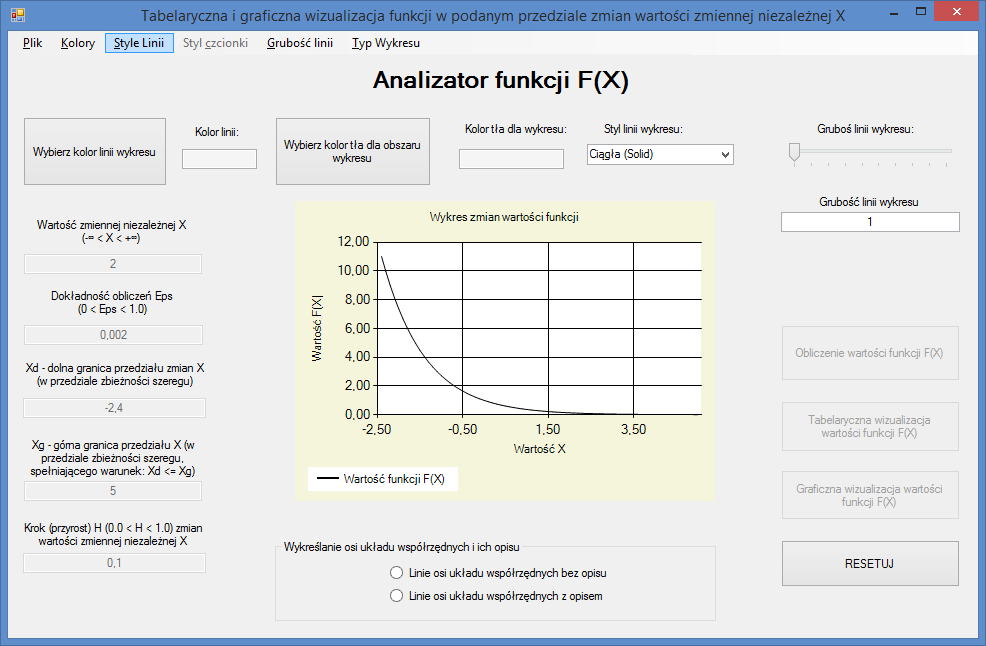 Tabelaryczna i graficzna wizualizacja funkcji w podanym przedziale zmian wartości zmiennej niezależnej X
Plik Kolory Style Linii Styl czcionki Grubość linii Typ Wykresu
Analizator funkcji F(X)
Wybierz kolor linii wykresu
Kolor linii:
Wybierz kolor tła dla obszaru
wykresu
Kolor tła dla wykresu:
Styl linii wykresu:
Ciągła (Solid)
Gruboś linii wykresu:
Grubość linii wykresu
1
Wartość zmiennej niezależnej X
(-∞ < X < +∞)
2
Dokładność obliczeń Eps
(0 < Eps < 1.0)
0,002
Xd - dolna granica przedziału zmian X
(w przedziale zbieżności szeregu)
-2,4
Xg - górna granica przedziału X (w
przedziale zbieżności szeregu,
spełniającego warunek: Xd <= Xg)
5
Krok (przyrost) H (0.0 < H < 1.0) zmian
wartości zmiennej niezależnej X
0,1
Wykres zmian wartości funkcji
Wartość F(X)
12,00
10,00
8,00
6,00
4,00
2,00
0,00
-2,50 -0,50 1,50 3,50
Wartość X
Wartość funkcji F(X)
Wykreślanie osi układu współrzędnych i ich opisu
Linie osi układu współrzędnych bez opisu
Linie osi układu współrzędnych z opisem
Obliczenie wartości funkcji F(X)
Tabelaryczna wizualizacja
wartości funkcji F(X)
Graficzna wizualizacja wartości
funkcji F(X)
RESETUJ